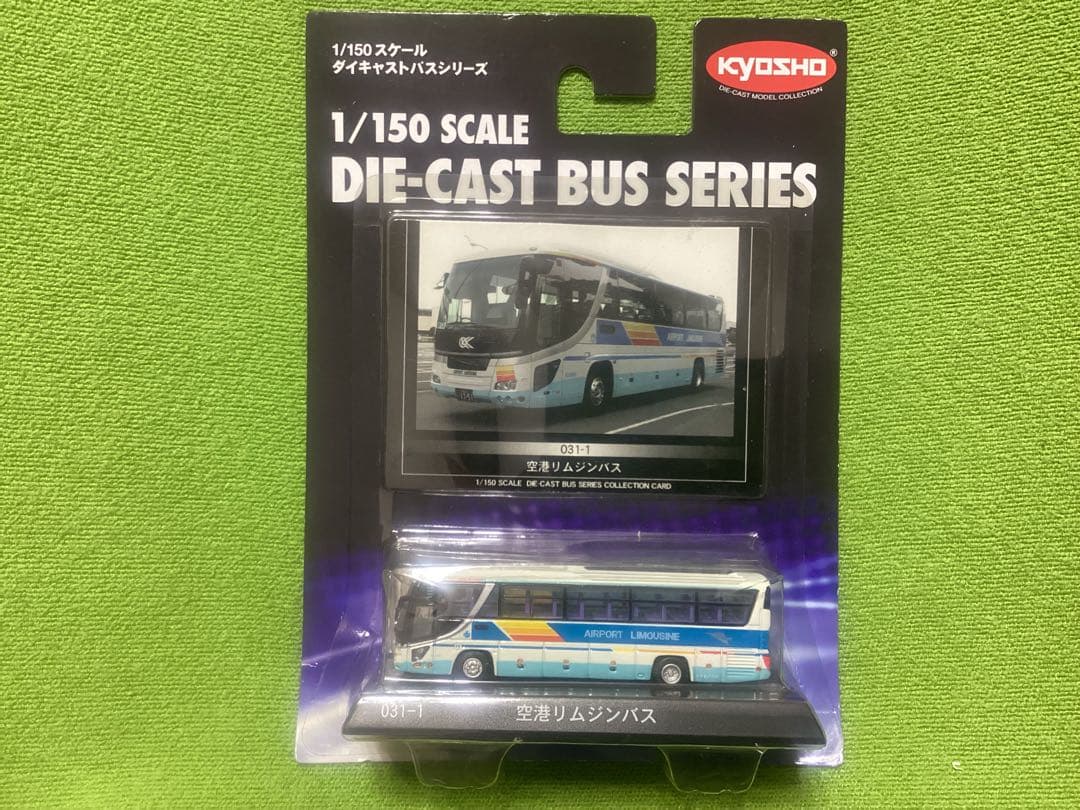 1/150 スケール
ダイキャストバスシリーズ
KYOSHO®
DIE-CAST MODEL COLLECTION
1/150 SCALE
DIE-CAST BUS SERIES
AIRPORT LIMOUSINE
031-1
空港リムジンバス
1/150 SCALE DIE-CAST BUS SERIES COLLECTION CARD
AIRPORT LIMOUSINE
031-1 空港リムジンバス